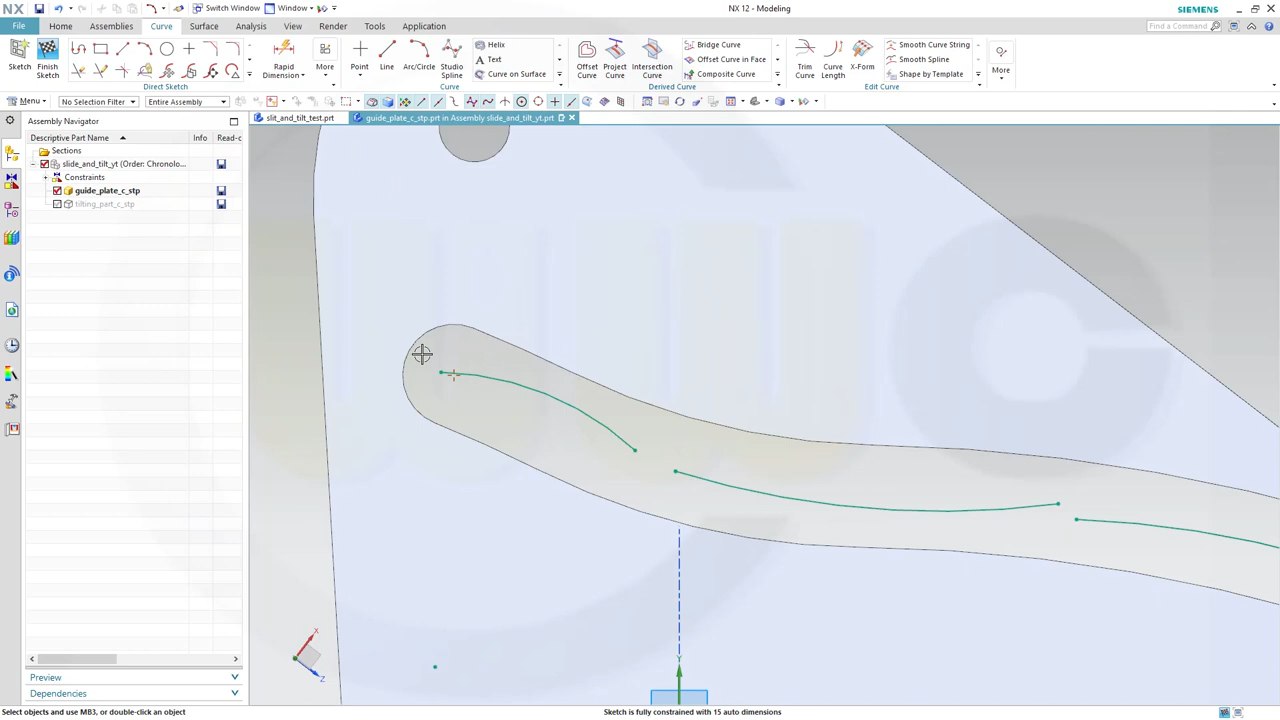 NX
Switch Window
Window
NX 12 - Modeling
SIEMENS
File
Home
Assemblies
Curve
Surface
Analysis
View
Render
Tools
Application
Find a Command
Sketch
Finish Sketch
Rapid Dimension
More
Point
Line
Arc/Circle
Studio Spline
Helix
Text
Curve on Surface
Offset Curve
Project Curve
Intersection Curve
Bridge Curve
Offset Curve in Face
Composite Curve
Trim Curve
Curve Length
X-Form
Smooth Curve String
Smooth Spline
Shape by Template
More
Direct Sketch
Curve
Derived Curve
Edit Curve
Menu
No Selection Filter
Entire Assembly
Assembly Navigator
slit_and_tilt_test.prt
guide_plate_c_stp.prt in Assembly slide_and_tilt_yt.prt
Descriptive Part Name
Info
Read-c
Sections
slide_and_tilt_yt (Order: Chronolo...
Constraints
guide_plate_c_stp
tilting_part_c_stp
X
Z
Y
Preview
Dependencies
Select objects and use MB3, or double-click an object
Sketch is fully constrained with 15 auto dimensions